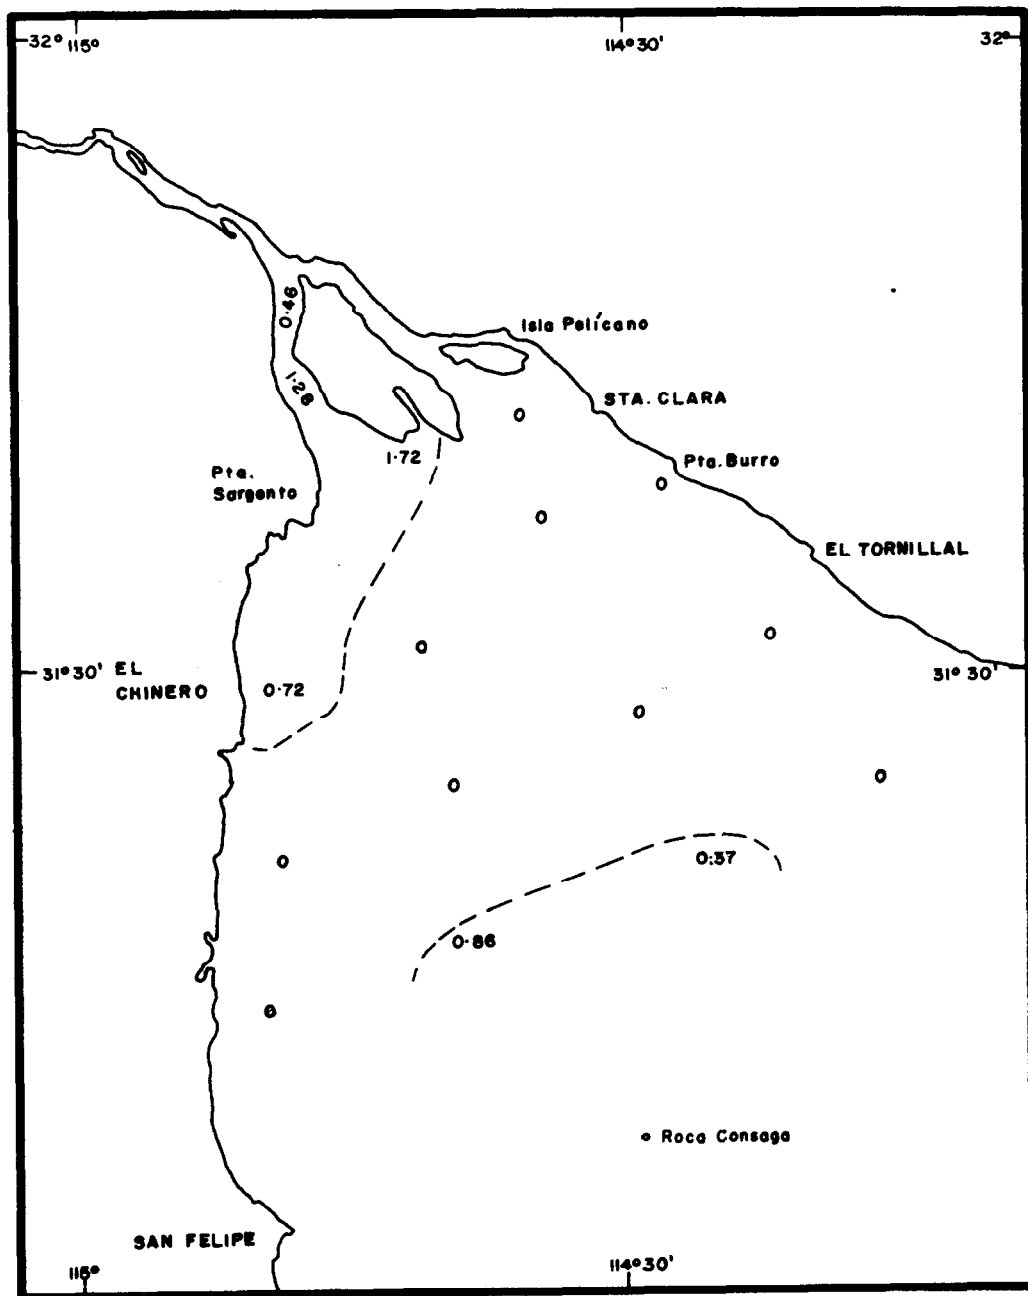 32° 115° 114° 30' 32°
0·46
Isla Pelícano
1·28
STA. CLARA
0
1·72
Pta. Burro
Pta.
Sargento
0
0
EL TORNILLAL
0
0
31° 30' EL
CHINERO
31° 30'
0·72
0
0
0
0:37
0
0·86
0
Roca Consaga
SAN FELIPE
115° 114° 30'